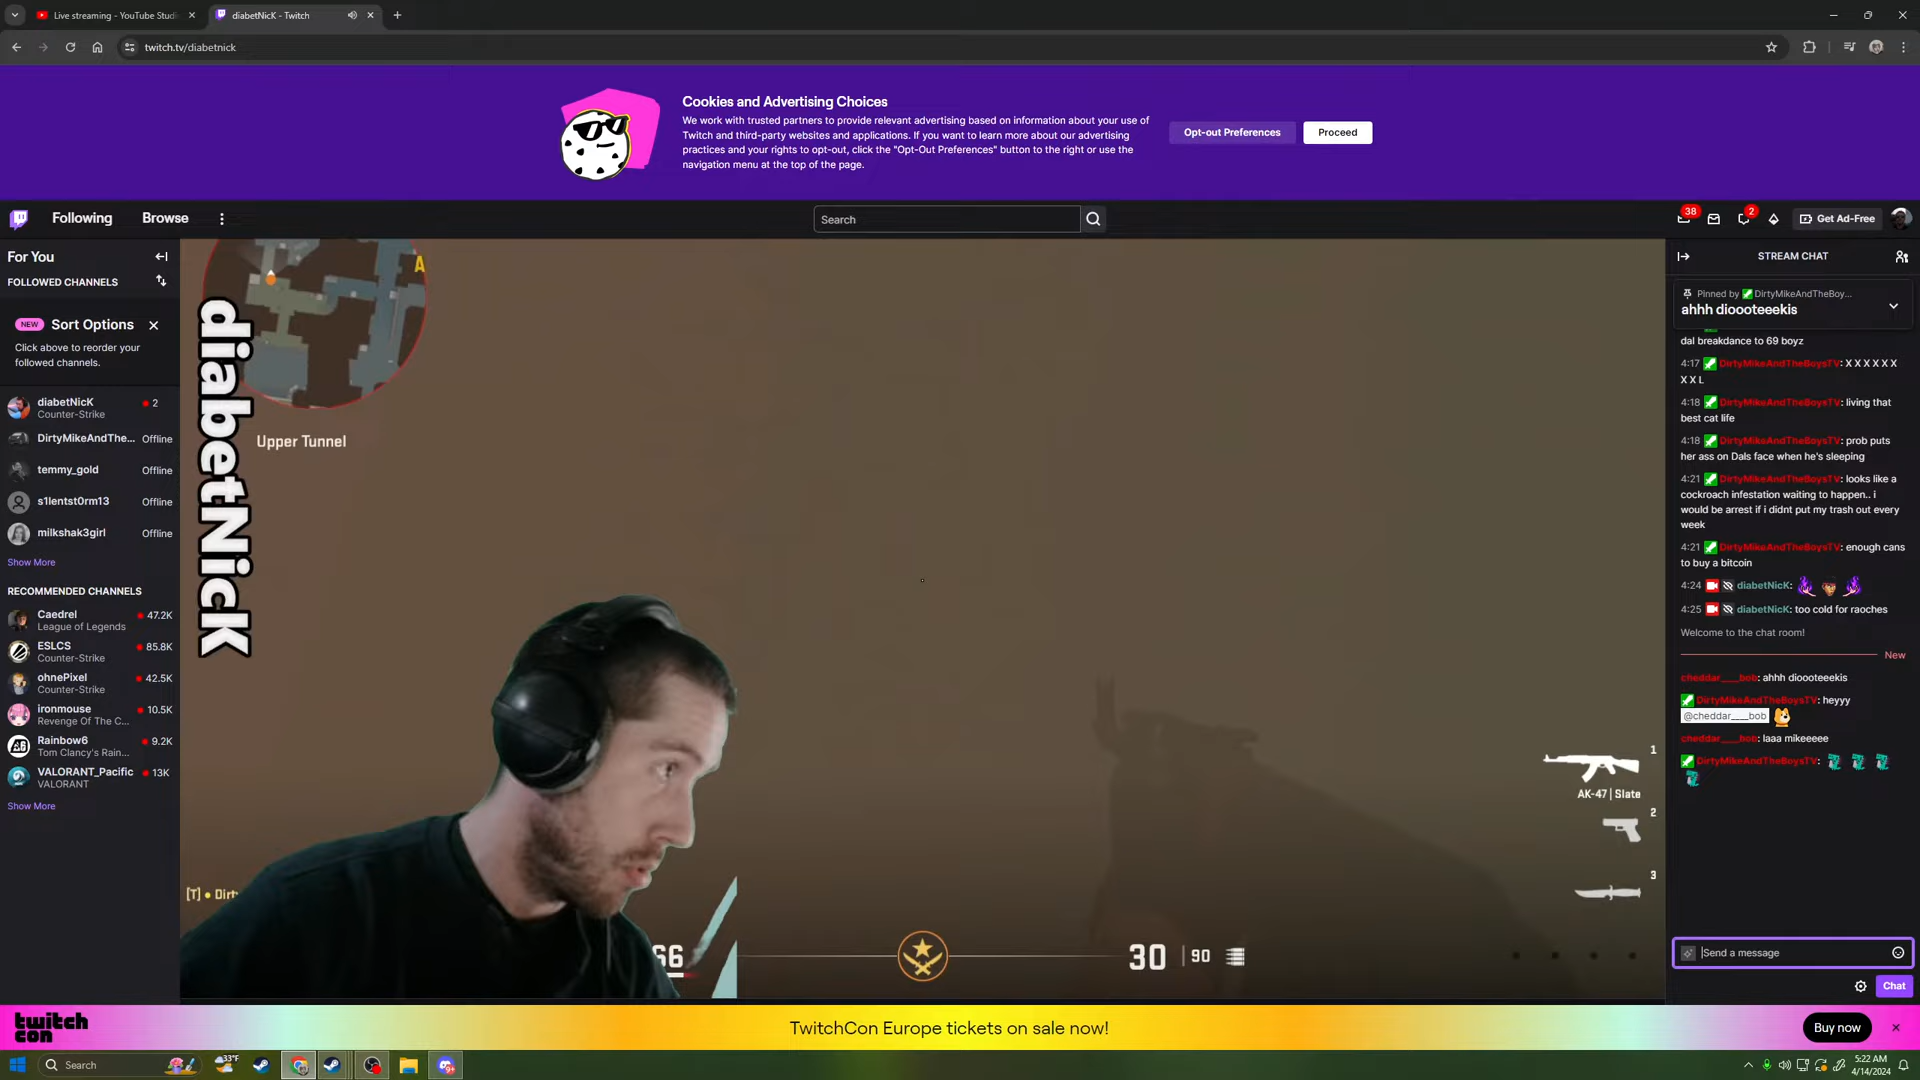 Live streaming - YouTube Studi
diabetNicK - Twitch
twitch.tv/diabetnick
Cookies and Advertising Choices
We work with trusted partners to provide relevant advertising based on information about your use of
Twitch and third-party websites and applications. If you want to learn more about our advertising
practices and your rights to opt-out, click the "Opt-Out Preferences" button to the right or use the
navigation menu at the top of the page.
Opt-out Preferences
Proceed
Following
Browse
Search
38
2
Get Ad-Free
For You
FOLLOWED CHANNELS
NEW Sort Options
Click above to reorder your
followed channels.
diabetNicK 2
Counter-Strike
DirtyMikeAndThe... Offline
temmy_gold Offline
s1lentst0rm13 Offline
milkshak3girl Offline
Show More
RECOMMENDED CHANNELS
Caedrel 47.2K
League of Legends
ESLCS 85.8K
Counter-Strike
ohnePixel 42.5K
Counter-Strike
ironmouse 10.5K
Revenge Of The C...
Rainbow6 9.2K
Tom Clancy's Rain...
VALORANT_Pacific 13K
VALORANT
Show More
A
diabetNicK
Upper Tunnel
[T] ● Dirt
66
30 | 90
1
AK-47 | Slate
2
3
STREAM CHAT
Pinned by DirtyMikeAndTheBoy...
ahhh dioooteeekis
dal breakdance to 69 boyz
4:17 DirtyMikeAndTheBoysTV: X X X X X X
X X L
4:18 DirtyMikeAndTheBoysTV: living that
best cat life
4:18 DirtyMikeAndTheBoysTV: prob puts
her ass on Dals face when he's sleeping
4:21 DirtyMikeAndTheBoysTV: looks like a
cockroach infestation waiting to happen.. i
would be arrest if i didnt put my trash out every
week
4:21 DirtyMikeAndTheBoysTV: enough cans
to buy a bitcoin
4:24 diabetNicK:
4:25 diabetNicK: too cold for raoches
Welcome to the chat room!
New
cheddar____bob: ahhh dioooteeekis
DirtyMikeAndTheBoysTV: heyyy
@cheddar____bob
cheddar____bob: laaa mikeeeee
DirtyMikeAndTheBoysTV:
Send a message
Chat
twitch
con
TwitchCon Europe tickets on sale now!
Buy now
Search
33°F
5:22 AM
4/14/2024